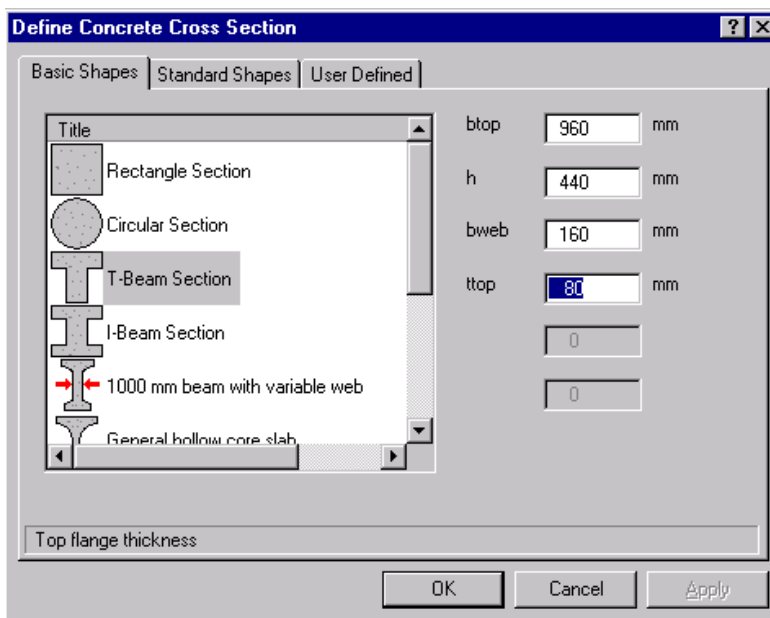 Define Concrete Cross Section
Basic Shapes Standard Shapes User Defined
Title
Rectangle Section
Circular Section
T-Beam Section
I-Beam Section
1000 mm beam with variable web
General hollow core slab
btop 960 mm
h 440 mm
bweb 160 mm
ttop 80 mm
0
0
Top flange thickness
OK Cancel Apply